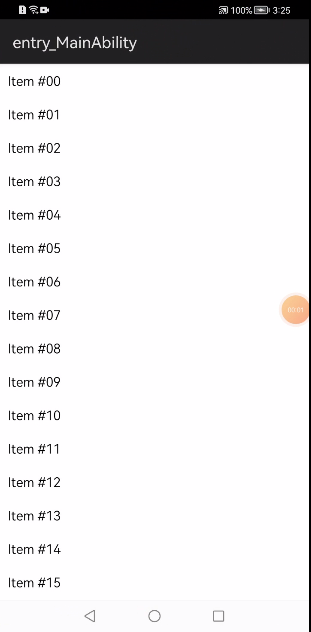 100% 3:25
entry_MainAbility
Item #00
Item #01
Item #02
Item #03
Item #04
Item #05
Item #06
Item #07
Item #08
Item #09
Item #10
Item #11
Item #12
Item #13
Item #14
Item #15